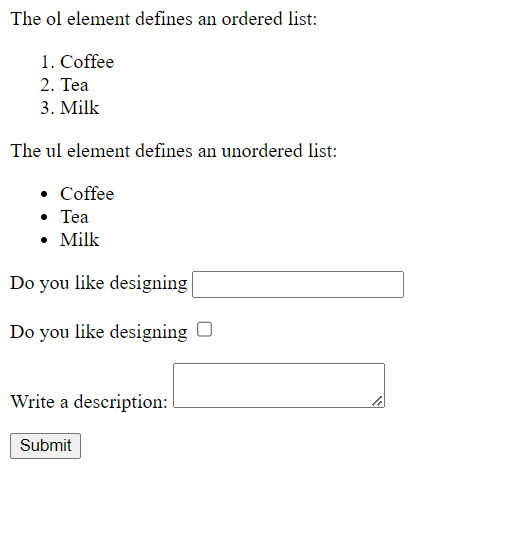 The ol element defines an ordered list:
1. Coffee
2. Tea
3. Milk
The ul element defines an unordered list:
• Coffee
• Tea
• Milk
Do you like designing
Do you like designing
Write a description:
Submit